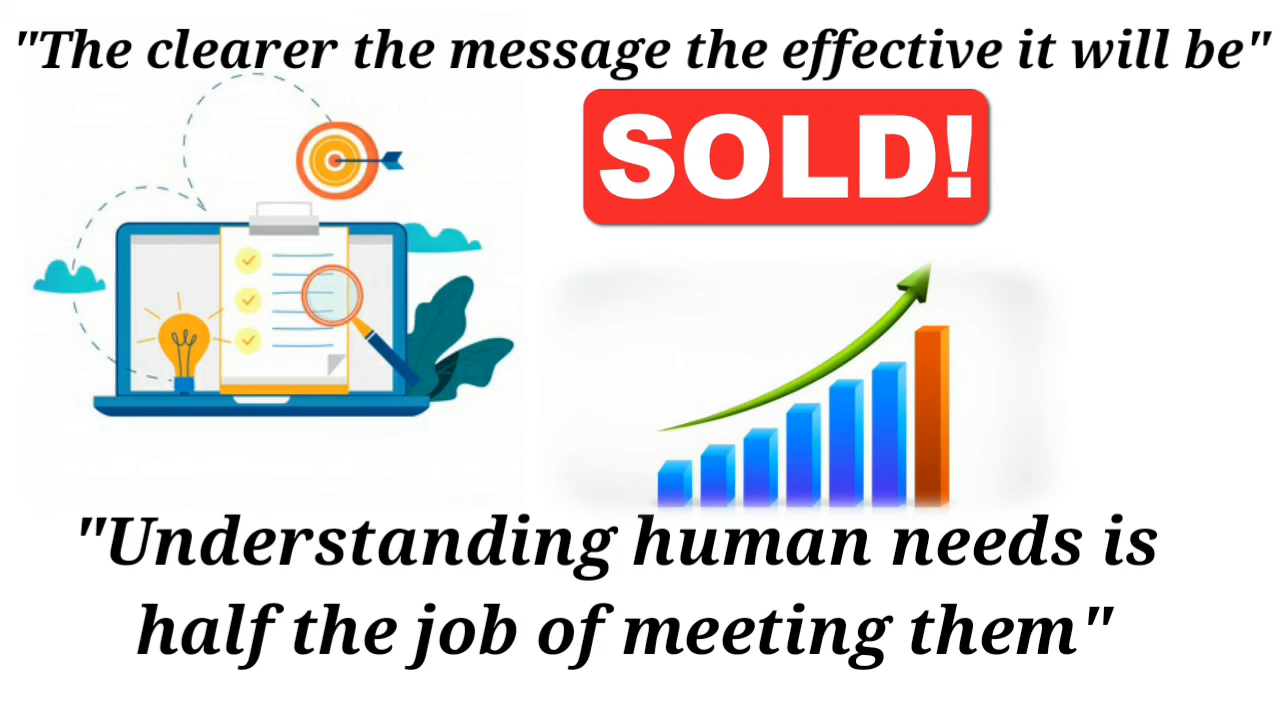 "The clearer the message the effective it will be"
SOLD!
"Understanding human needs is
half the job of meeting them"